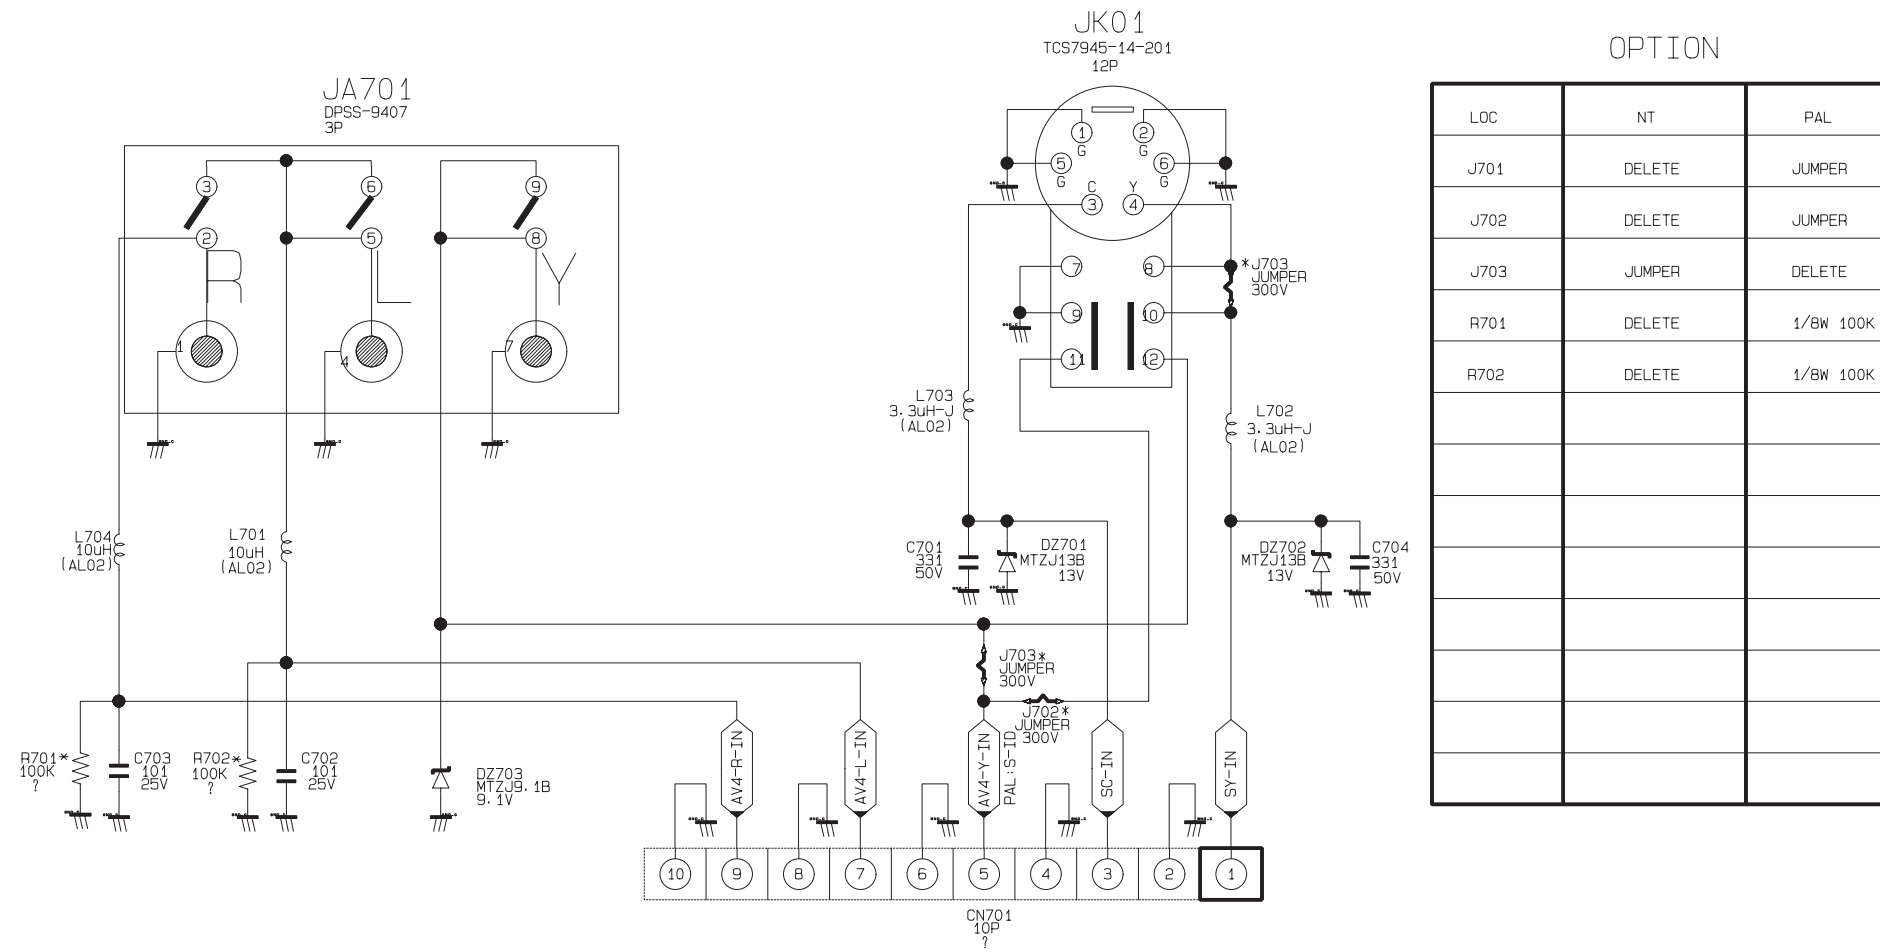 JK01
TCS7945-14-201
12P
OPTION
JA701
DPSS-9407
3P
LOC NT PAL
J701 DELETE JUMPER
J702 DELETE JUMPER
J703 JUMPER DELETE
R701 DELETE 1/8W 100K
R702 DELETE 1/8W 100K
3 6 9
2 5 8
R L Y
1 4 7
1 2
G G
5 6
G G
C Y
3 4
7 8
9 10
11 12
*J703
JUMPER
300V
L703
3.3uH-J
(AL02)
L702
3.3uH-J
(AL02)
L704
10uH
(AL02)
L701
10uH
(AL02)
C701
331
50V
DZ701
MTZJ13B
13V
DZ702
MTZJ13B
13V
C704
331
50V
J703*
JUMPER
300V
J702*
JUMPER
300V
R701*
100K
?
C703
101
25V
R702*
100K
?
C702
101
25V
DZ703
MTZJ9.1B
9.1V
AV4-R-IN
AV4-L-IN
AV4-Y-IN
PAL:S-ID
SC-IN
SY-IN
10 9 8 7 6 5 4 3 2 1
CN701
10P
?